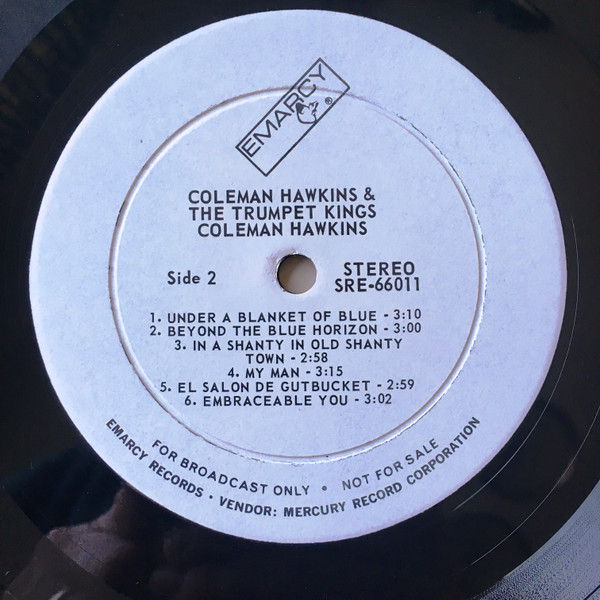 EMARCY
COLEMAN HAWKINS &
THE TRUMPET KINGS
COLEMAN HAWKINS
Side 2
STEREO
SRE-66011
1. UNDER A BLANKET OF BLUE - 3:10
2. BEYOND THE BLUE HORIZON - 3:00
3. IN A SHANTY IN OLD SHANTY
TOWN - 2:58
4. MY MAN - 3:15
5. EL SALON DE GUTBUCKET - 2:59
6. EMBRACEABLE YOU - 3:02
FOR BROADCAST ONLY • NOT FOR SALE
EMARCY RECORDS • VENDOR: MERCURY RECORD CORPORATION